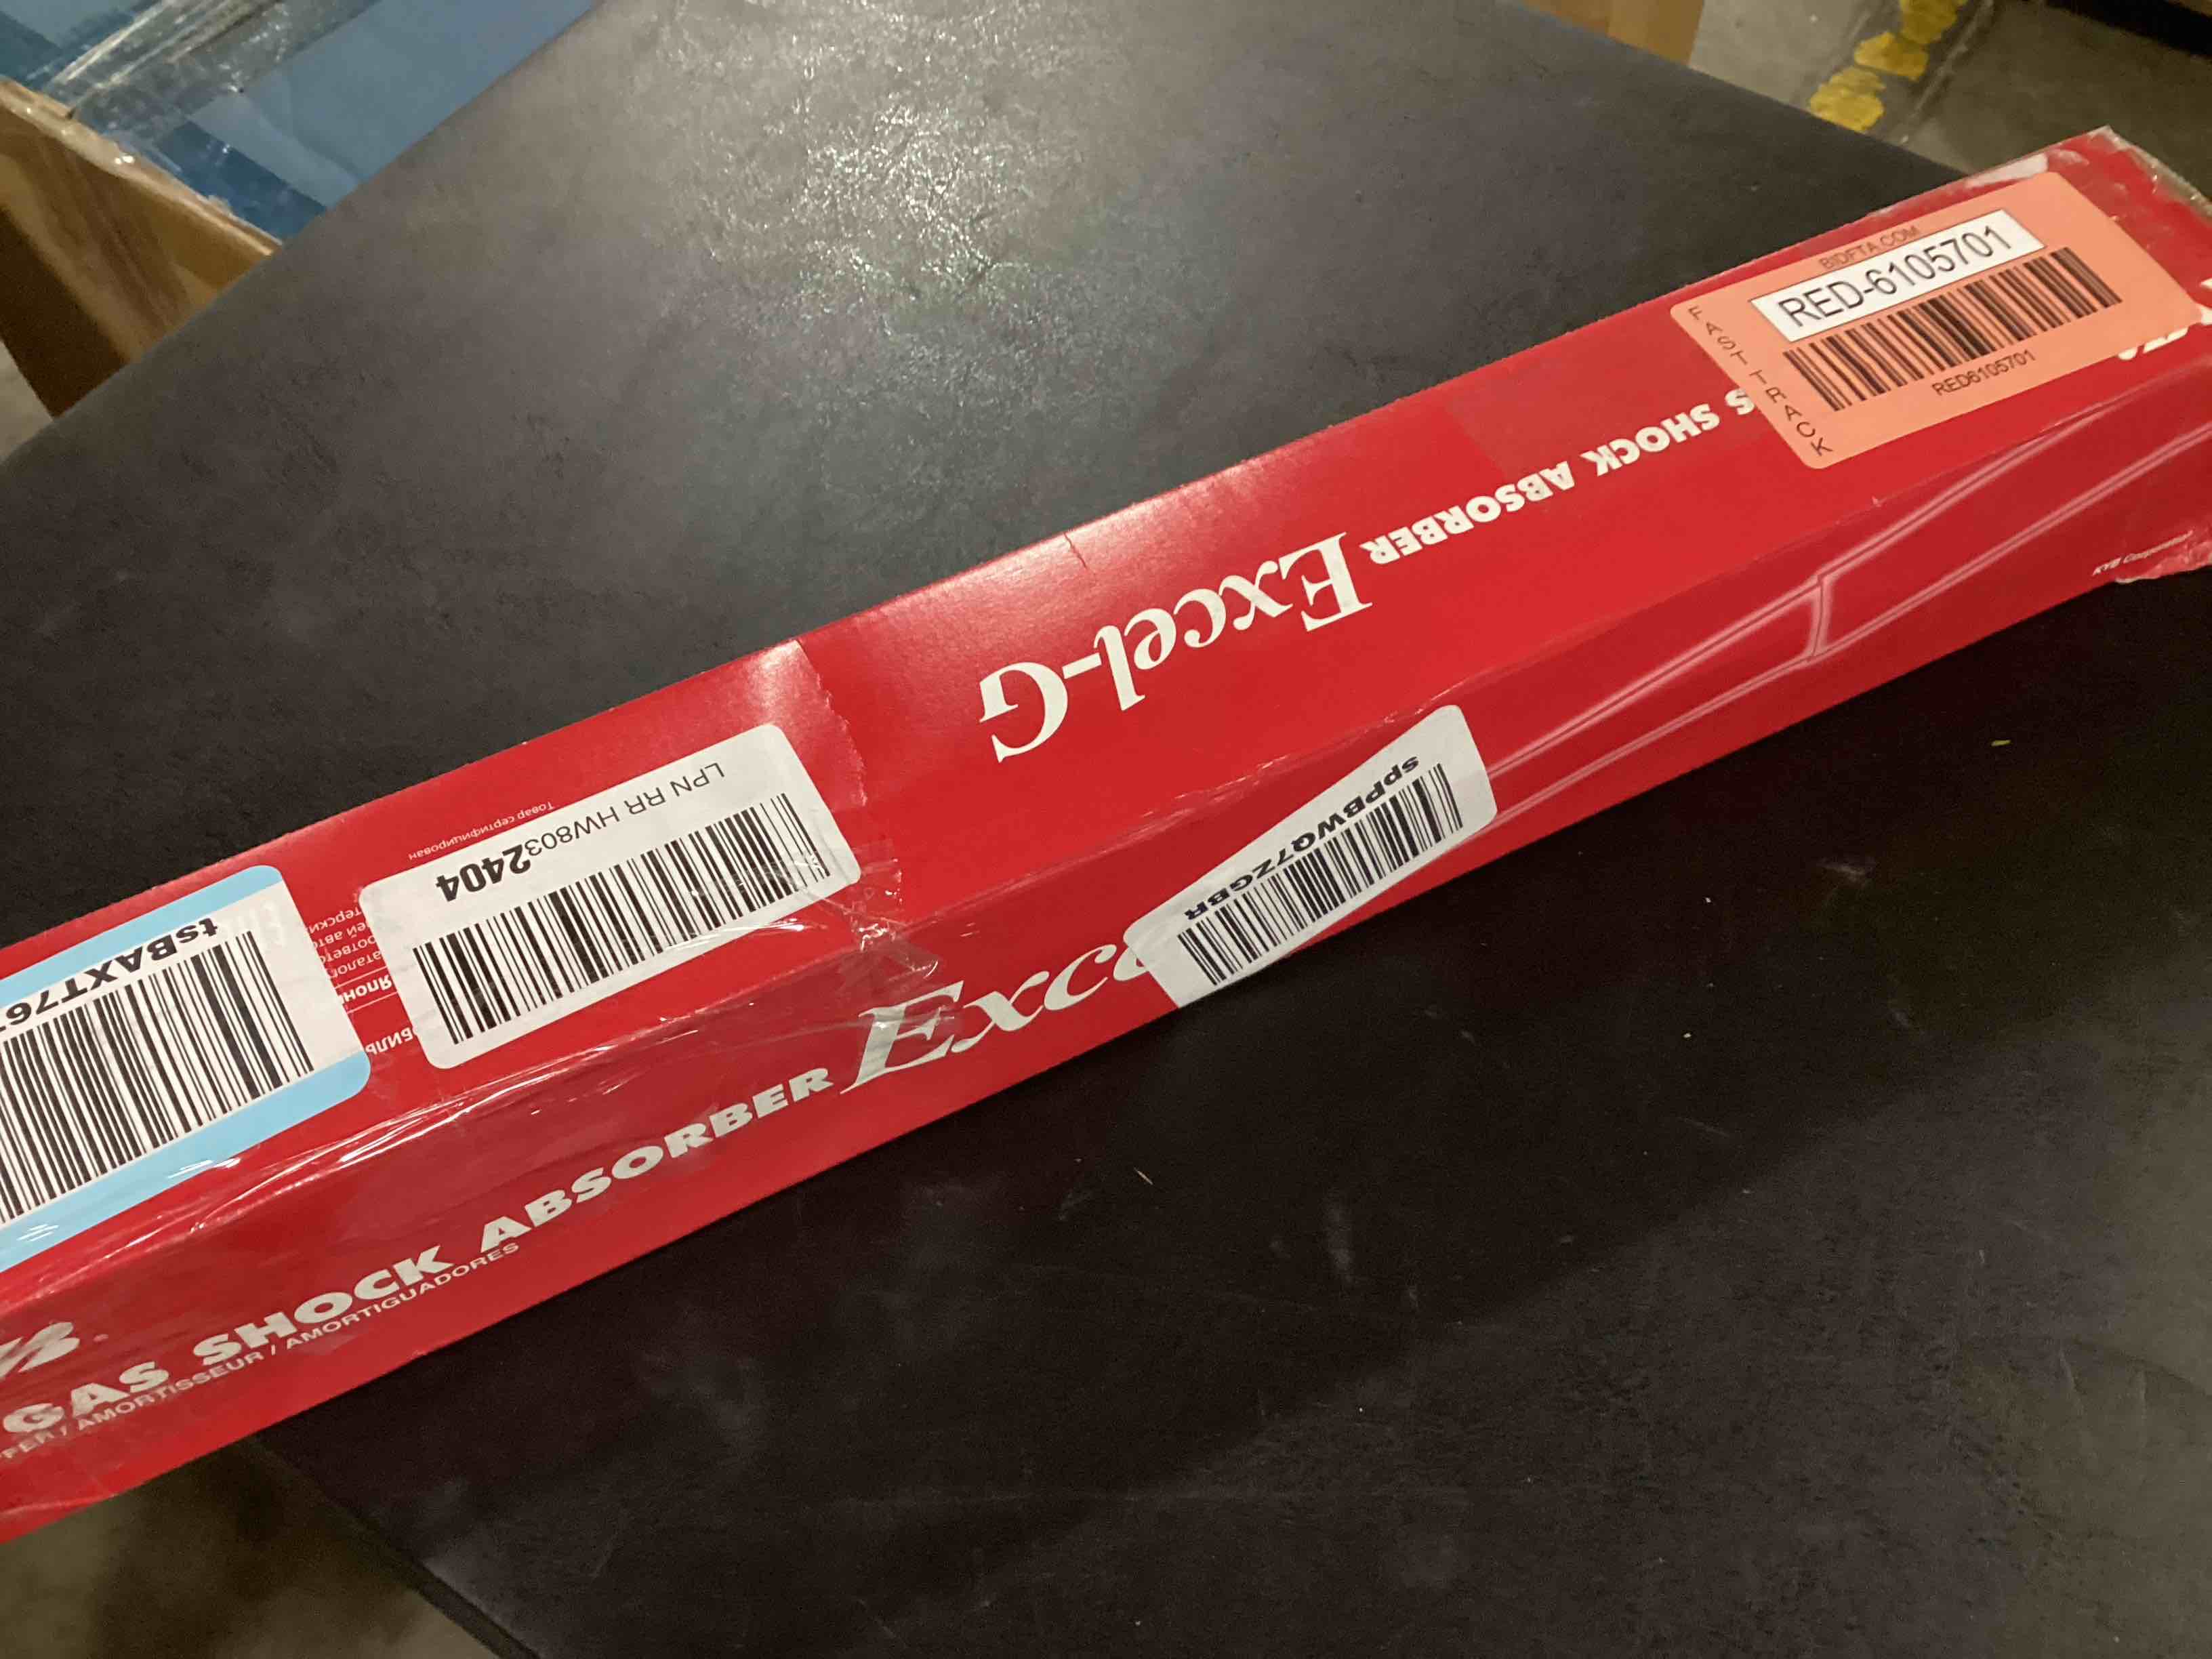 BIDFTA.COM
RED-6105701
RED6105701
FAST TRACK
SHOCK ABSORBER Excel-G
KYB Corporation
spPBWQ7ZGBR
LPN RR HW8032404
Товар сертифицирован
tsBAXT76
GAS SHOCK ABSORBER Exce
/ AMORTISSEUR / AMORTIGUADORES